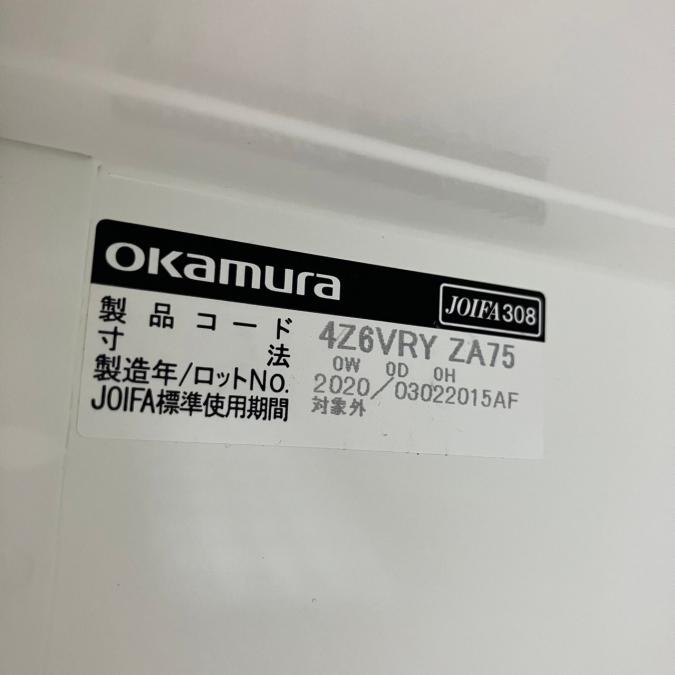 okamura
JOIFA308
製品コード 4Z6VRY ZA75
寸法 0W 0D 0H
製造年/ロットNo. 2020/03022015AF
JOIFA標準使用期間 対象外